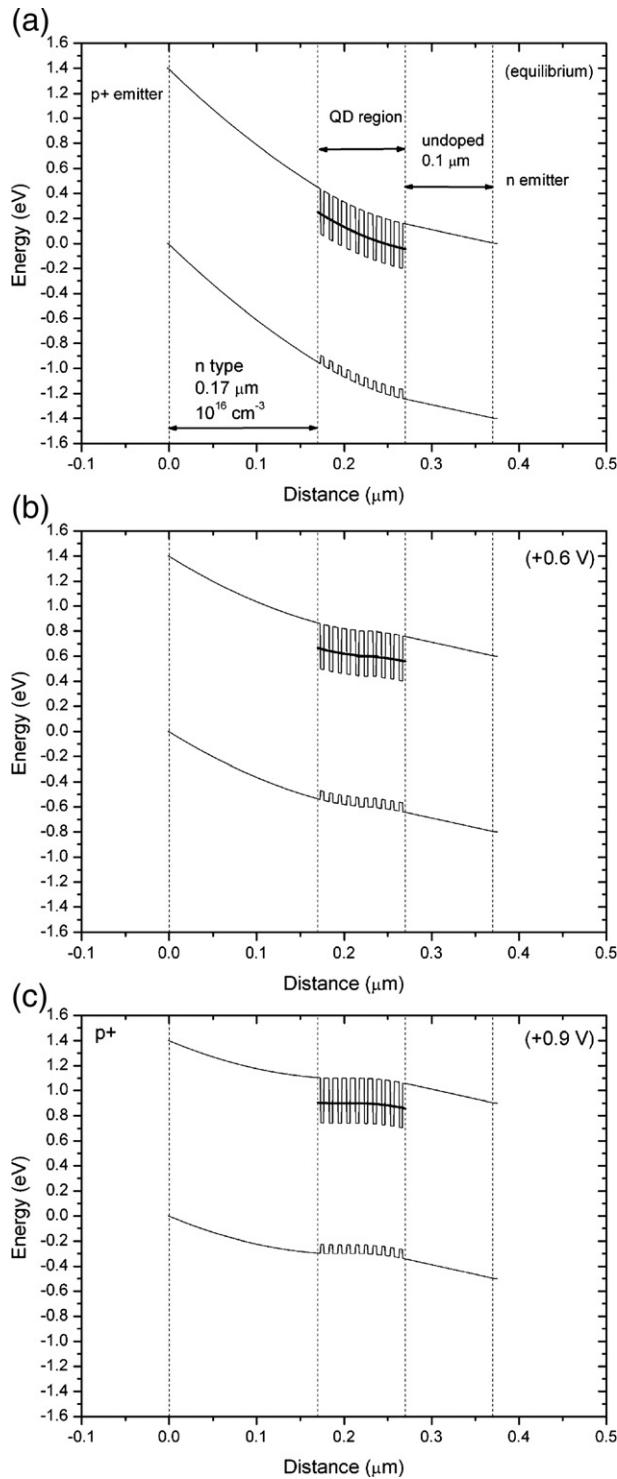 (a)
1.6
1.4
1.2
1.0
0.8
0.6
0.4
0.2
0.0
-0.2
-0.4
-0.6
-0.8
-1.0
-1.2
-1.4
-1.6
Energy (eV)
p+ emitter
(equilibrium)
QD region
undoped
0.1 μm
n emitter
n type
0.17 μm
10¹⁶ cm⁻³
-0.1 0.0 0.1 0.2 0.3 0.4 0.5
Distance (μm)
(b)
1.6
1.4
1.2
1.0
0.8
0.6
0.4
0.2
0.0
-0.2
-0.4
-0.6
-0.8
-1.0
-1.2
-1.4
-1.6
Energy (eV)
(+0.6 V)
-0.1 0.0 0.1 0.2 0.3 0.4 0.5
Distance (μm)
(c)
1.6
1.4
1.2
1.0
0.8
0.6
0.4
0.2
0.0
-0.2
-0.4
-0.6
-0.8
-1.0
-1.2
-1.4
-1.6
Energy (eV)
p+
(+0.9 V)
-0.1 0.0 0.1 0.2 0.3 0.4 0.5
Distance (μm)